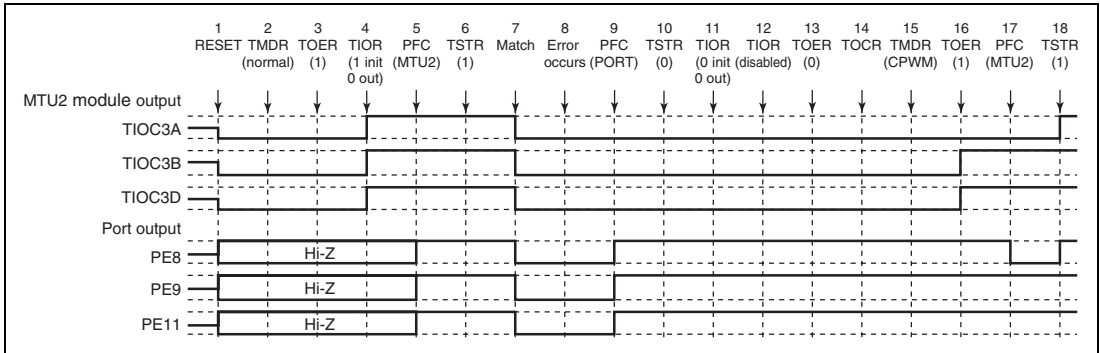 1 2 3 4 5 6 7 8 9 10 11 12 13 14 15 16 17 18
RESET TMDR TOER TIOR PFC TSTR Match Error PFC TSTR TIOR TIOR TOER TOCR TMDR TOER PFC TSTR
(normal) (1) (1 init (MTU2) (1) occurs (PORT) (0) (0 init (disabled) (0) (CPWM) (1) (MTU2) (1)
0 out) 0 out)
MTU2 module output
TIOC3A
TIOC3B
TIOC3D
Port output
PE8 Hi-Z
PE9 Hi-Z
PE11 Hi-Z